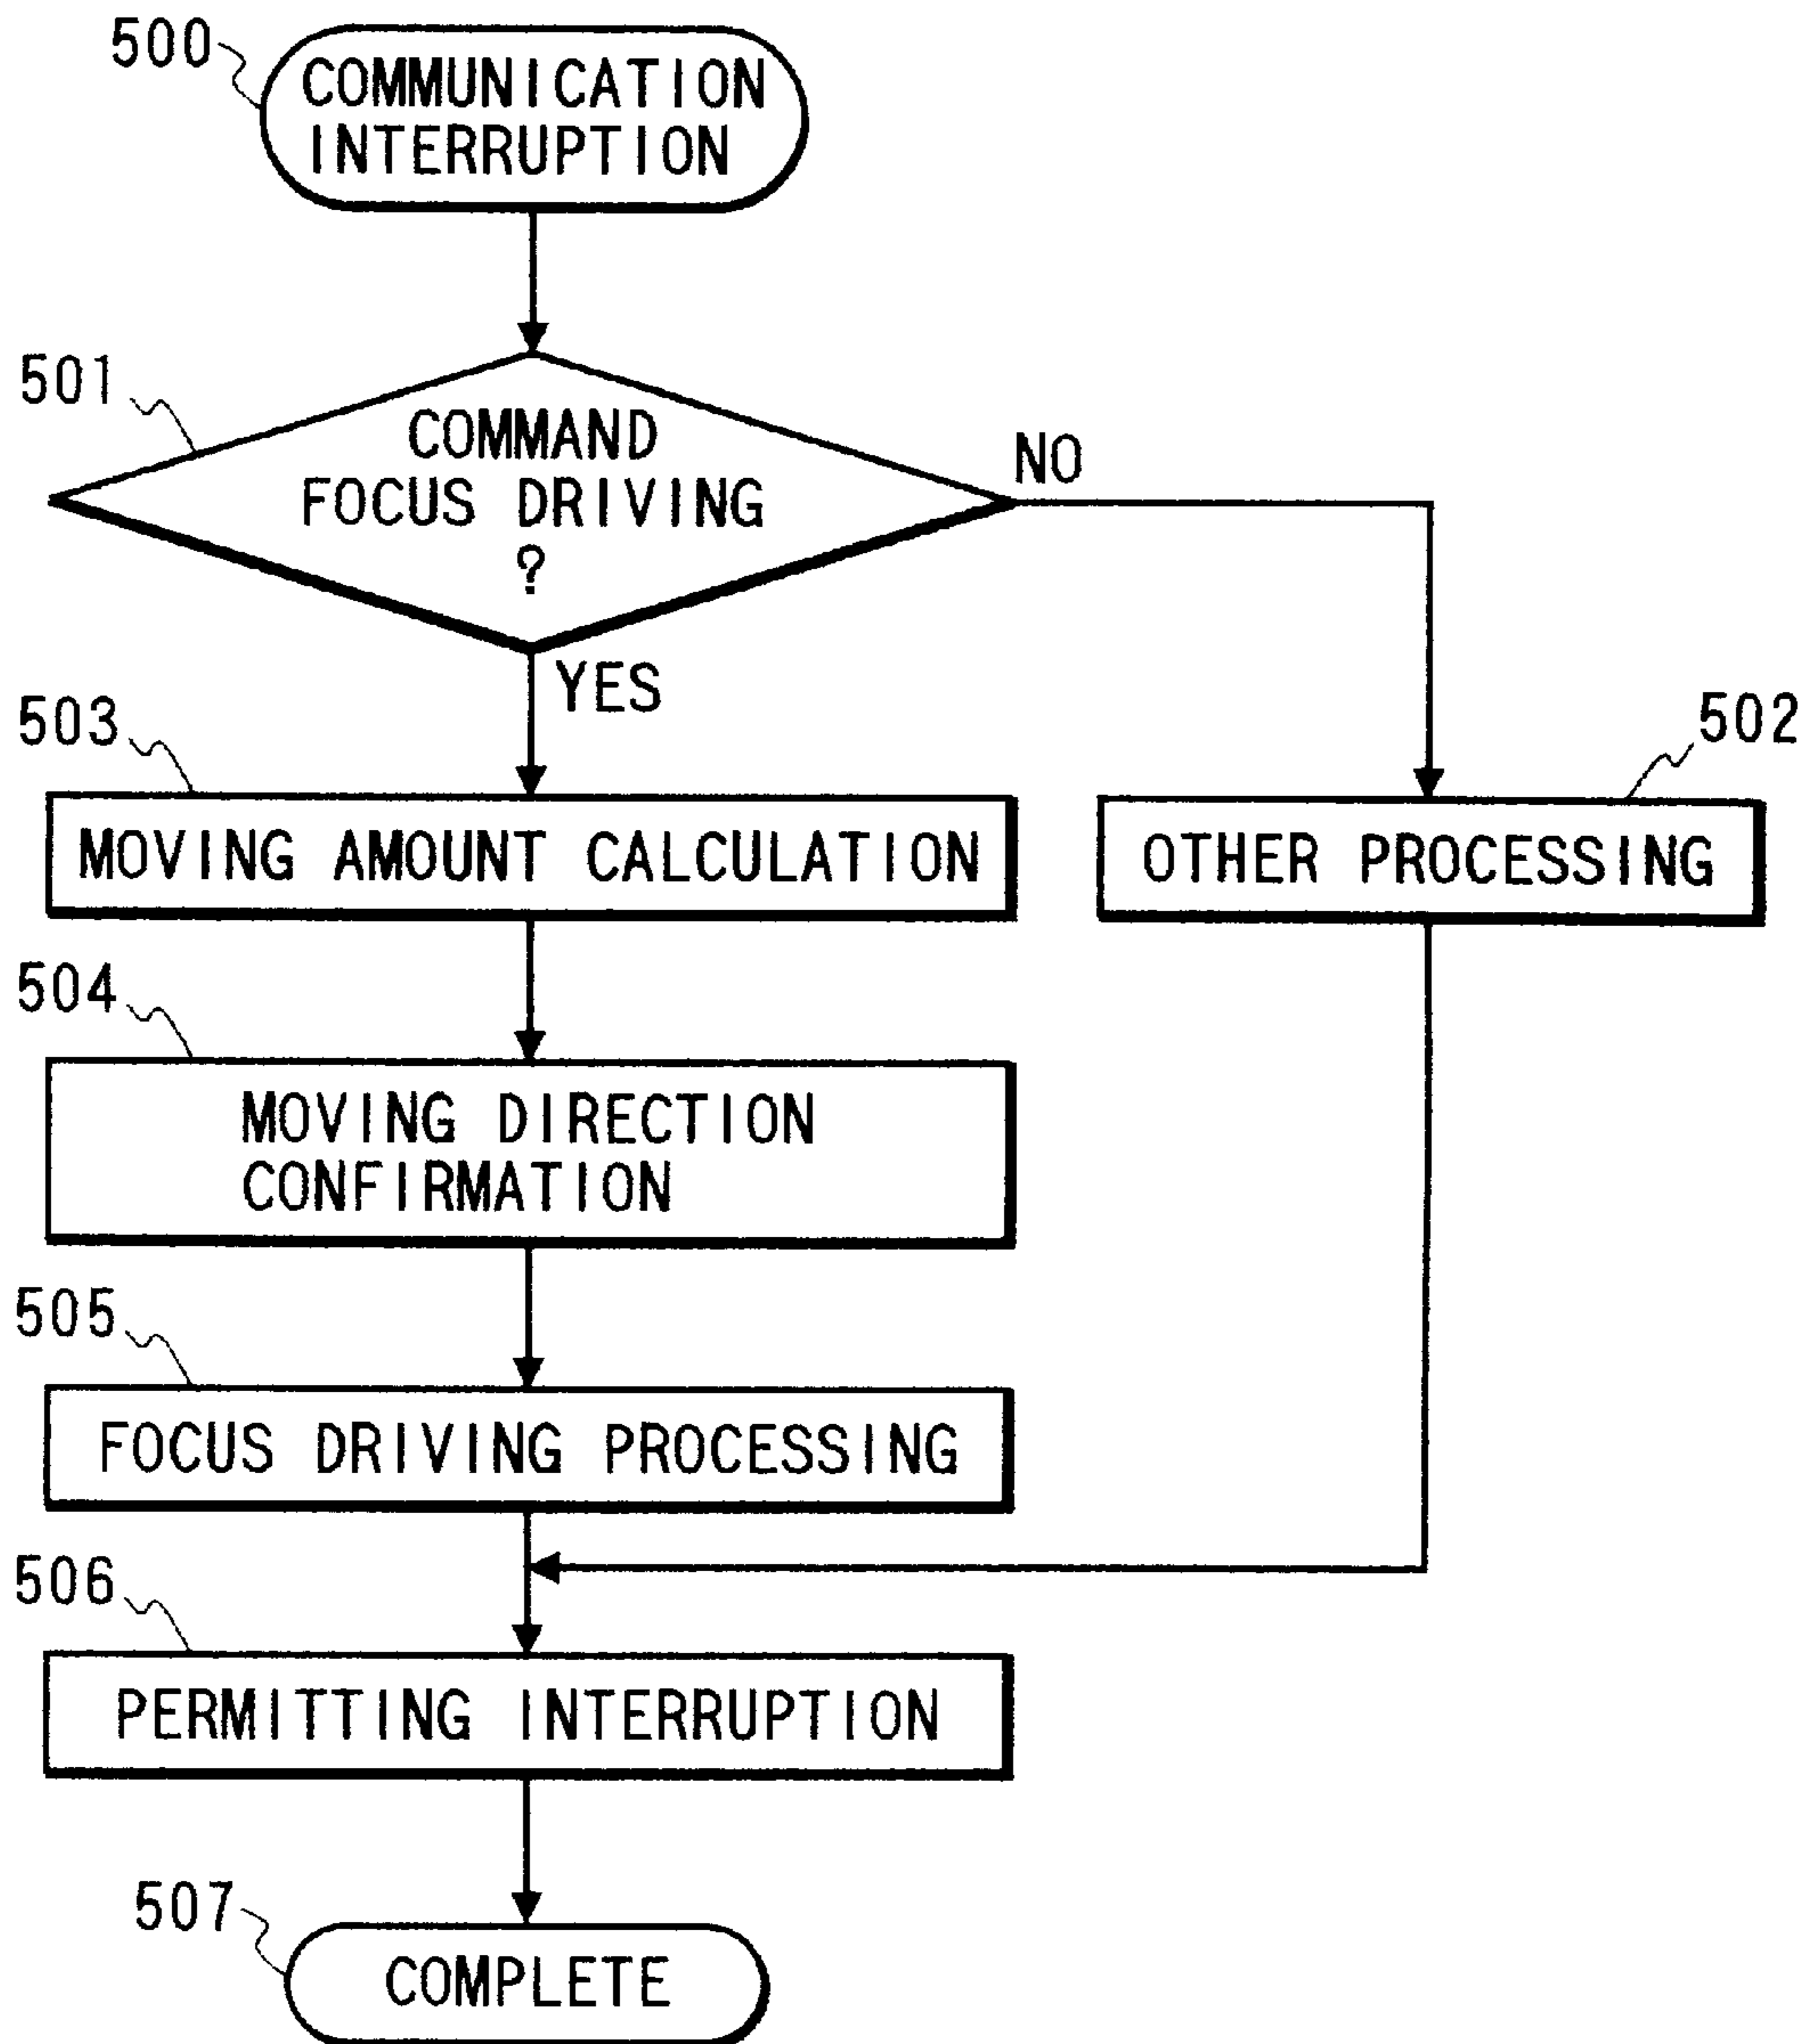 500
COMMUNICATION
INTERRUPTION
501
COMMAND
FOCUS DRIVING
?
NO
YES
503
MOVING AMOUNT CALCULATION
502
OTHER PROCESSING
504
MOVING DIRECTION
CONFIRMATION
505
FOCUS DRIVING PROCESSING
506
PERMITTING INTERRUPTION
507
COMPLETE